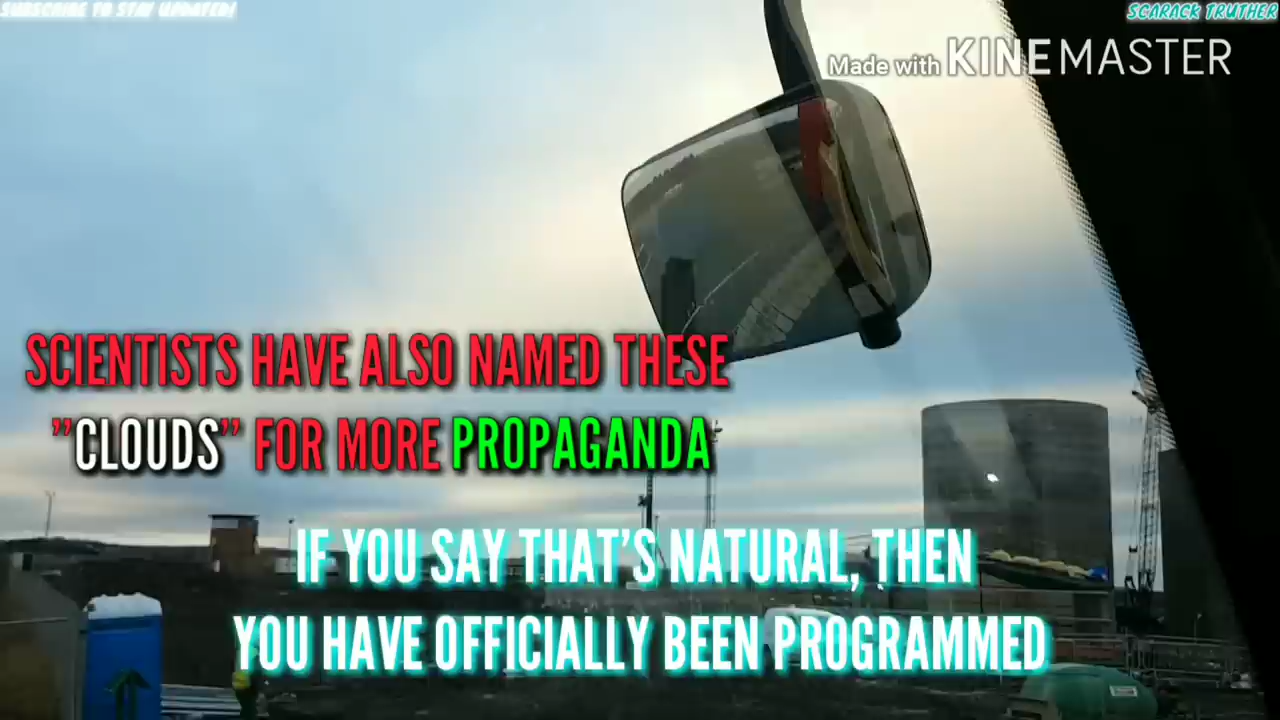 SUBSCRIBE TO STAY UPDATED!
SCARACK TRUTHER
Made with KINEMASTER
SCIENTISTS HAVE ALSO NAMED THESE
"CLOUDS" FOR MORE PROPAGANDA
IF YOU SAY THAT'S NATURAL, THEN
YOU HAVE OFFICIALLY BEEN PROGRAMMED